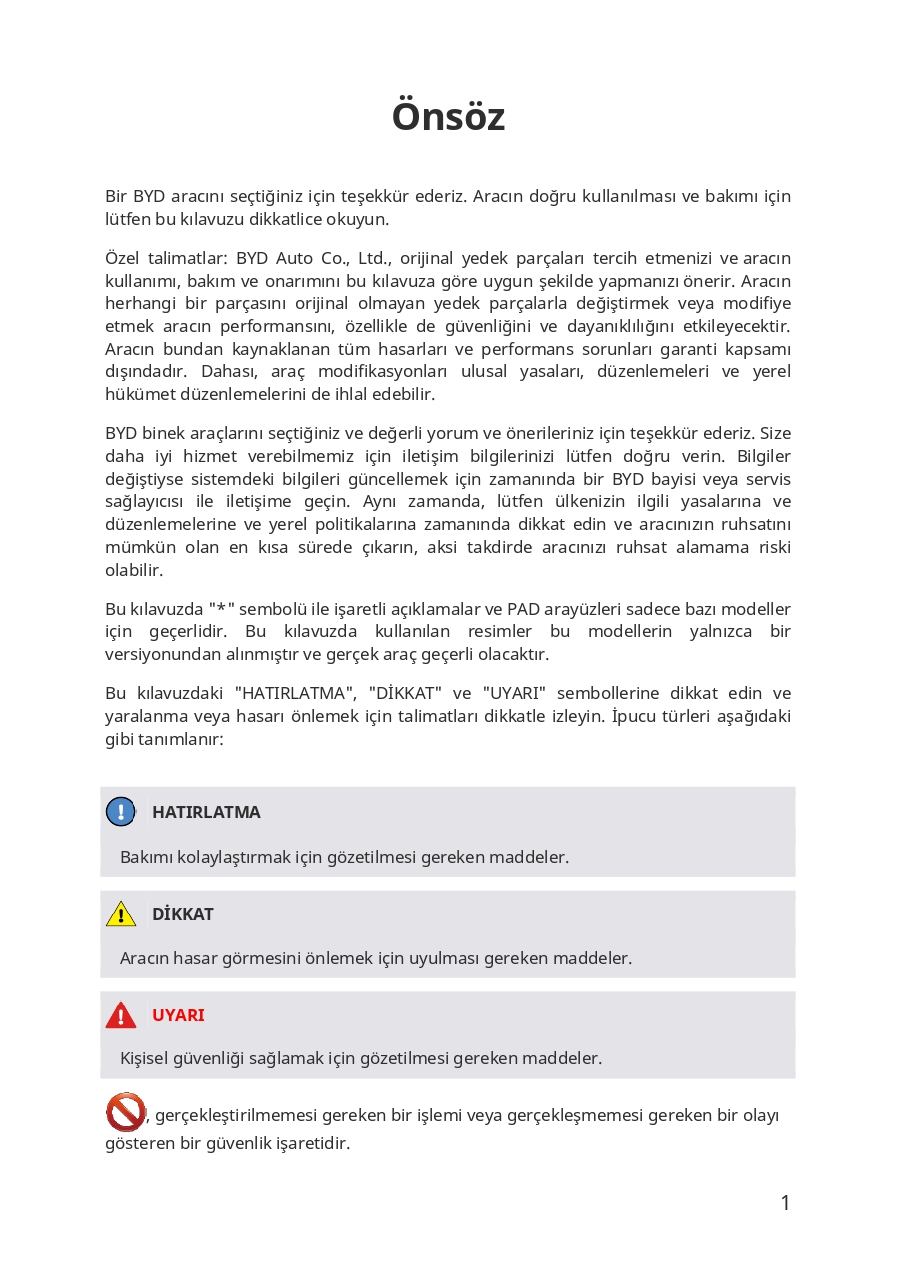 Önsöz
Bir BYD aracını seçtiğiniz için teşekkür ederiz. Aracın doğru kullanılması ve bakımı için
lütfen bu kılavuzu dikkatlice okuyun.
Özel talimatlar: BYD Auto Co., Ltd., orijinal yedek parçaları tercih etmenizi ve aracın
kullanımı, bakım ve onarımını bu kılavuza göre uygun şekilde yapmanızı önerir. Aracın
herhangi bir parçasını orijinal olmayan yedek parçalarla değiştirmek veya modifiye
etmek aracın performansını, özellikle de güvenliğini ve dayanıklılığını etkileyecektir.
Aracın bundan kaynaklanan tüm hasarları ve performans sorunları garanti kapsamı
dışındadır. Dahası, araç modifikasyonları ulusal yasaları, düzenlemeleri ve yerel
hükümet düzenlemelerini de ihlal edebilir.
BYD binek araçlarını seçtiğiniz ve değerli yorum ve önerileriniz için teşekkür ederiz. Size
daha iyi hizmet verebilmemiz için iletişim bilgilerinizi lütfen doğru verin. Bilgiler
değiştiyse sistemdeki bilgileri güncellemek için zamanında bir BYD bayisi veya servis
sağlayıcısı ile iletişime geçin. Aynı zamanda, lütfen ülkenizin ilgili yasalarına ve
düzenlemelerine ve yerel politikalarına zamanında dikkat edin ve aracınızın ruhsatını
mümkün olan en kısa sürede çıkarın, aksi takdirde aracınızı ruhsat alamama riski
olabilir.
Bu kılavuzda "*" sembolü ile işaretli açıklamalar ve PAD arayüzleri sadece bazı modeller
için geçerlidir. Bu kılavuzda kullanılan resimler bu modellerin yalnızca bir
versiyonundan alınmıştır ve gerçek araç geçerli olacaktır.
Bu kılavuzdaki "HATIRLATMA", "DİKKAT" ve "UYARI" sembollerine dikkat edin ve
yaralanma veya hasarı önlemek için talimatları dikkatle izleyin. İpucu türleri aşağıdaki
gibi tanımlanır:
HATIRLATMA
Bakımı kolaylaştırmak için gözetilmesi gereken maddeler.
DİKKAT
Aracın hasar görmesini önlemek için uyulması gereken maddeler.
UYARI
Kişisel güvenliği sağlamak için gözetilmesi gereken maddeler.
, gerçekleştirilmemesi gereken bir işlemi veya gerçekleşmemesi gereken bir olayı
gösteren bir güvenlik işaretidir.
1